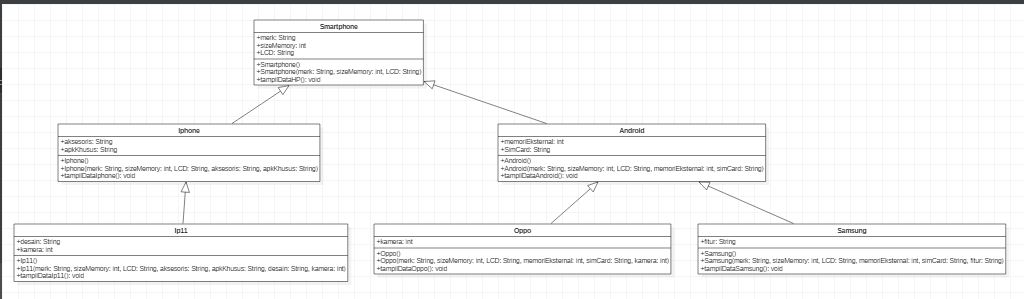 Smartphone
+merk: String
+sizeMemory: int
+LCD: String
+Smartphone()
+Smartphone(merk: String, sizeMemory: int, LCD: String)
+tampilDataHP(): void
Iphone
+aksesoris: String
+apkKhusus: String
+Iphone()
+Iphone(merk: String, sizeMemory: int, LCD: String, aksesoris: String, apkKhusus: String)
+tampilDataIphone(): void
Android
+memoriEksternal: int
+SimCard: String
+Android()
+Android(merk: String, sizeMemory: int, LCD: String, memoriEksternal: int, simCard: String)
+tampilDataAndroid(): void
Ip11
+desain: String
+kamera: int
+Ip11()
+Ip11(merk: String, sizeMemory: int, LCD: String, aksesoris: String, apkKhusus: String, desain: String, kamera: int)
+tampilDataIp11(): void
Oppo
+kamera: int
+Oppo()
+Oppo(merk: String, sizeMemory: int, LCD: String, memoriEksternal: int, simCard: String, kamera: int)
+tampilDataOppo(): void
Samsung
+fitur: String
+Samsung()
+Samsung(merk: String, sizeMemory: int, LCD: String, memoriEksternal: int, simCard: String, fitur: String)
+tampilDataSamsung(): void